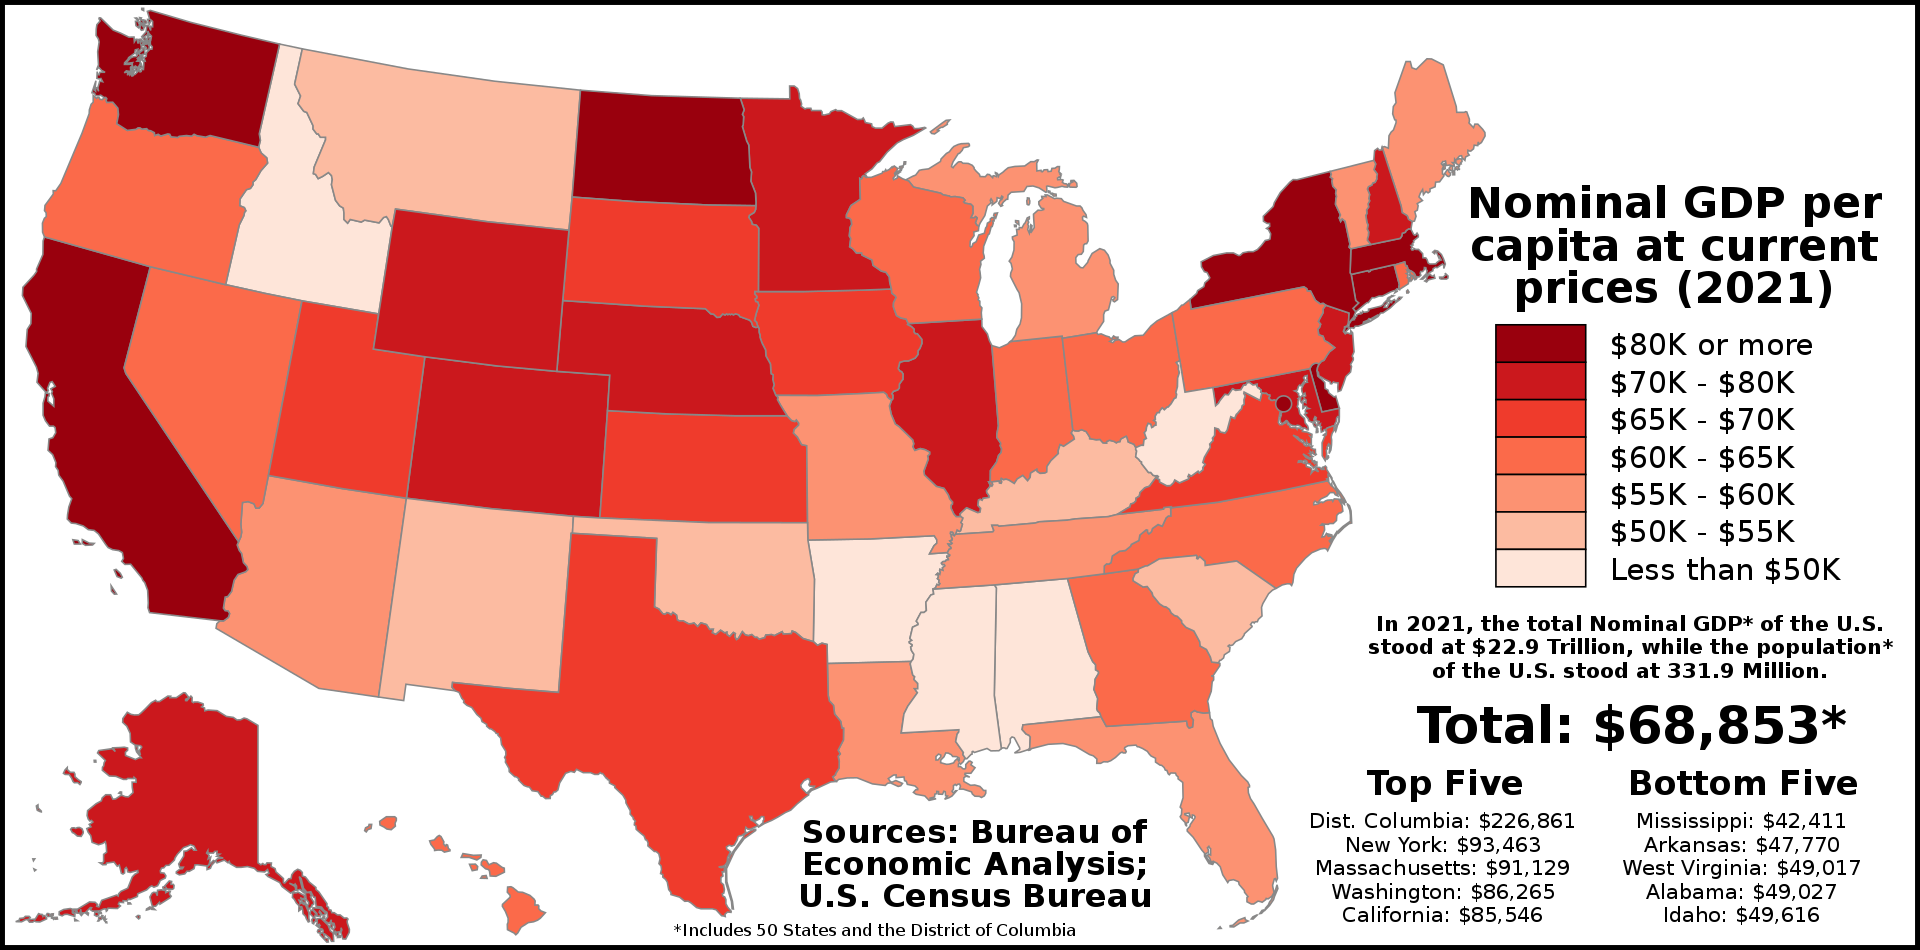 Nominal GDP per
capita at current
prices (2021)
$80K or more
$70K - $80K
$65K - $70K
$60K - $65K
$55K - $60K
$50K - $55K
Less than $50K
In 2021, the total Nominal GDP* of the U.S.
stood at $22.9 Trillion, while the population*
of the U.S. stood at 331.9 Million.
Total: $68,853*
Top Five
Dist. Columbia: $226,861
New York: $93,463
Massachusetts: $91,129
Washington: $86,265
California: $85,546
Bottom Five
Mississippi: $42,411
Arkansas: $47,770
West Virginia: $49,017
Alabama: $49,027
Idaho: $49,616
Sources: Bureau of
Economic Analysis;
U.S. Census Bureau
*Includes 50 States and the District of Columbia